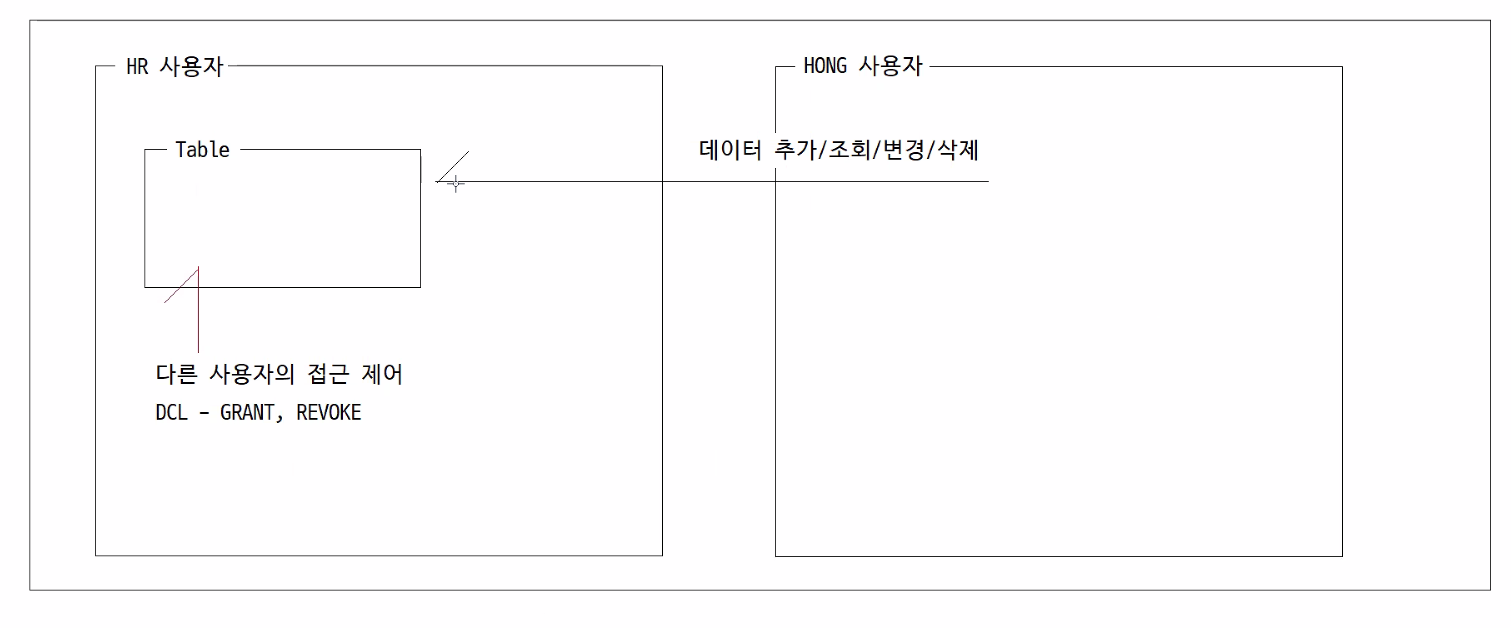 HR 사용자
HONG 사용자
Table
데이터 추가/조회/변경/삭제
다른 사용자의 접근 제어
DCL - GRANT, REVOKE